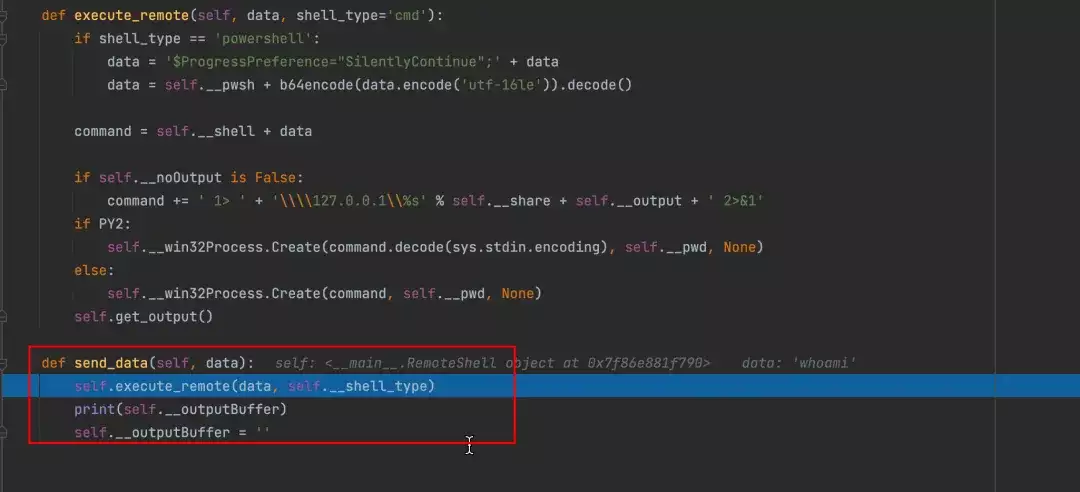 def execute_remote(self, data, shell_type='cmd'):
if shell_type == 'powershell':
data = '$ProgressPreference="SilentlyContinue";' + data
data = self.__pwsh + b64encode(data.encode('utf-16le')).decode()
command = self.__shell + data
if self.__noOutput is False:
command += ' 1> ' + '\\\\127.0.0.1\\%s' % self.__share + self.__output + ' 2>&1'
if PY2:
self.__win32Process.Create(command.decode(sys.stdin.encoding), self.__pwd, None)
else:
self.__win32Process.Create(command, self.__pwd, None)
self.get_output()
def send_data(self, data): self: <__main__.RemoteShell object at 0x7f86e881f790> data: 'whoami'
self.execute_remote(data, self.__shell_type)
print(self.__outputBuffer)
self.__outputBuffer = ''